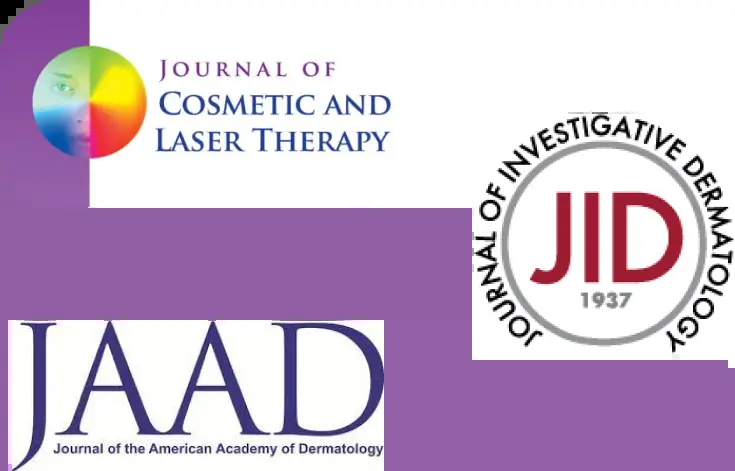 JOURNAL OF
COSMETIC AND
LASER THERAPY
JOURNAL OF INVESTIGATIVE DERMATOLOGY
JID
1937
JAAD
Journal of the American Academy of Dermatology